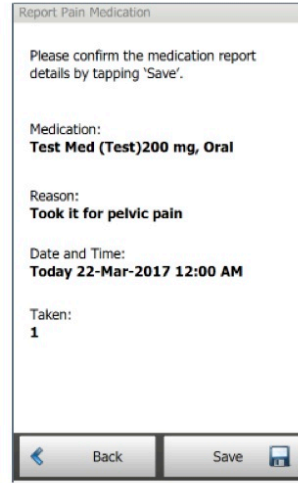 Report Pain Medication
Please confirm the medication report
details by tapping ‘Save’.
Medication:
Test Med (Test)200 mg, Oral
Reason:
Took it for pelvic pain
Date and Time:
Today 22-Mar-2017 12:00 AM
Taken:
1
Back
Save